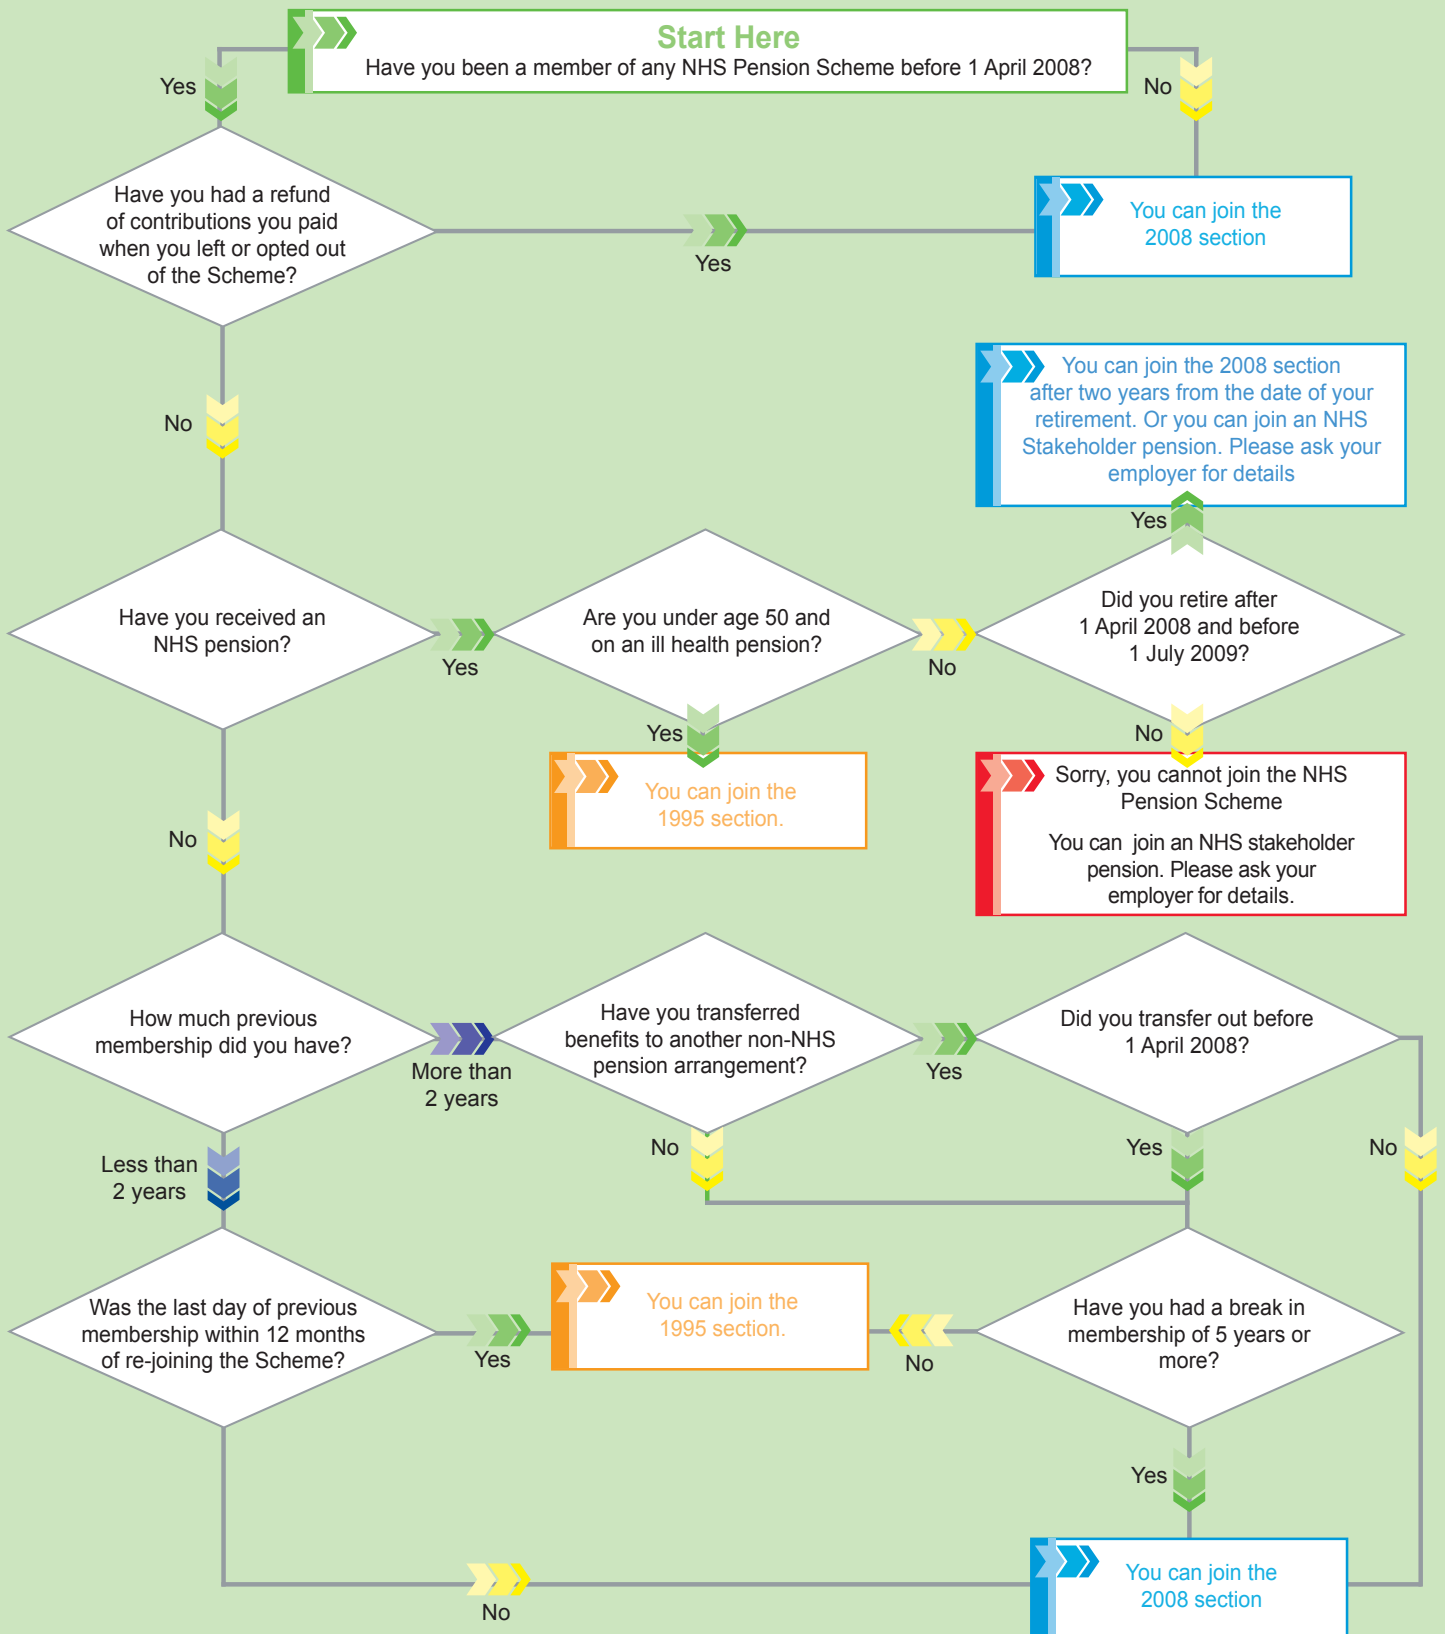 Start Here
Have you been a member of any NHS Pension Scheme before 1 April 2008?
Yes
No
Have you had a refund
of contributions you paid
when you left or opted out
of the Scheme?
Yes
You can join the
2008 section
No
You can join the 2008 section
after two years from the date of your
retirement. Or you can join an NHS
Stakeholder pension. Please ask your
employer for details
Yes
Have you received an
NHS pension?
Yes
Are you under age 50 and
on an ill health pension?
No
Did you retire after
1 April 2008 and before
1 July 2009?
Yes
No
You can join the
1995 section.
Sorry, you cannot join the NHS
Pension Scheme
You can  join an NHS stakeholder
pension. Please ask your
employer for details.
No
How much previous
membership did you have?
More than
2 years
Have you transferred
benefits to another non-NHS
pension arrangement?
Yes
Did you transfer out before
1 April 2008?
Less than
2 years
No
Yes
No
Was the last day of previous
membership within 12 months
of re-joining the Scheme?
Yes
You can join the
1995 section.
No
Have you had a break in
membership of 5 years or
more?
Yes
No
You can join the
2008 section